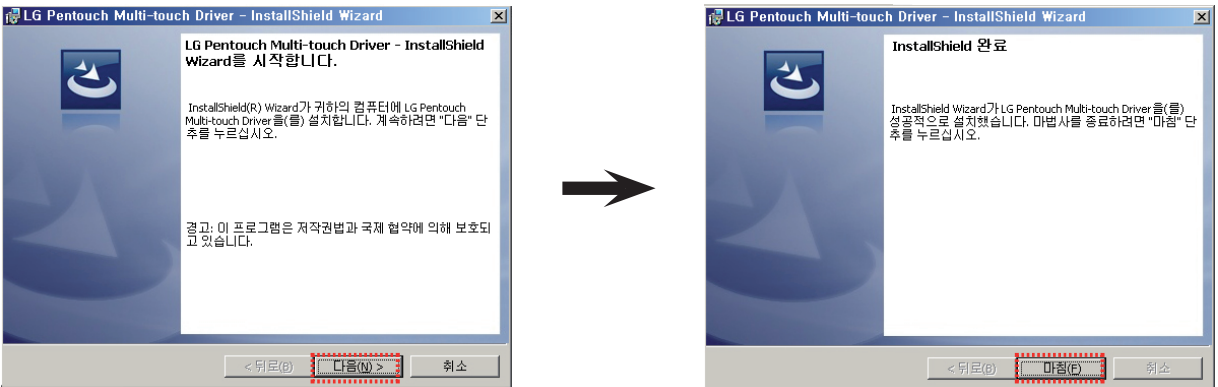 LG Pentouch Multi-touch Driver - InstallShield Wizard
LG Pentouch Multi-touch Driver - InstallShield
Wizard를 시작합니다.
InstallShield(R) Wizard가 귀하의 컴퓨터에 LG Pentouch
Multi-touch Driver을(를) 설치합니다. 계속하려면 "다음" 단
추를 누르십시오.
경고: 이 프로그램은 저작권법과 국제 협약에 의해 보호되
고 있습니다.
< 뒤로(B) 다음(N) > 취소
LG Pentouch Multi-touch Driver - InstallShield Wizard
InstallShield 완료
InstallShield Wizard가 LG Pentouch Multi-touch Driver을(를)
성공적으로 설치했습니다. 마법사를 종료하려면 "마침" 단
추를 누르십시오.
< 뒤로(B) 마침(F) 취소